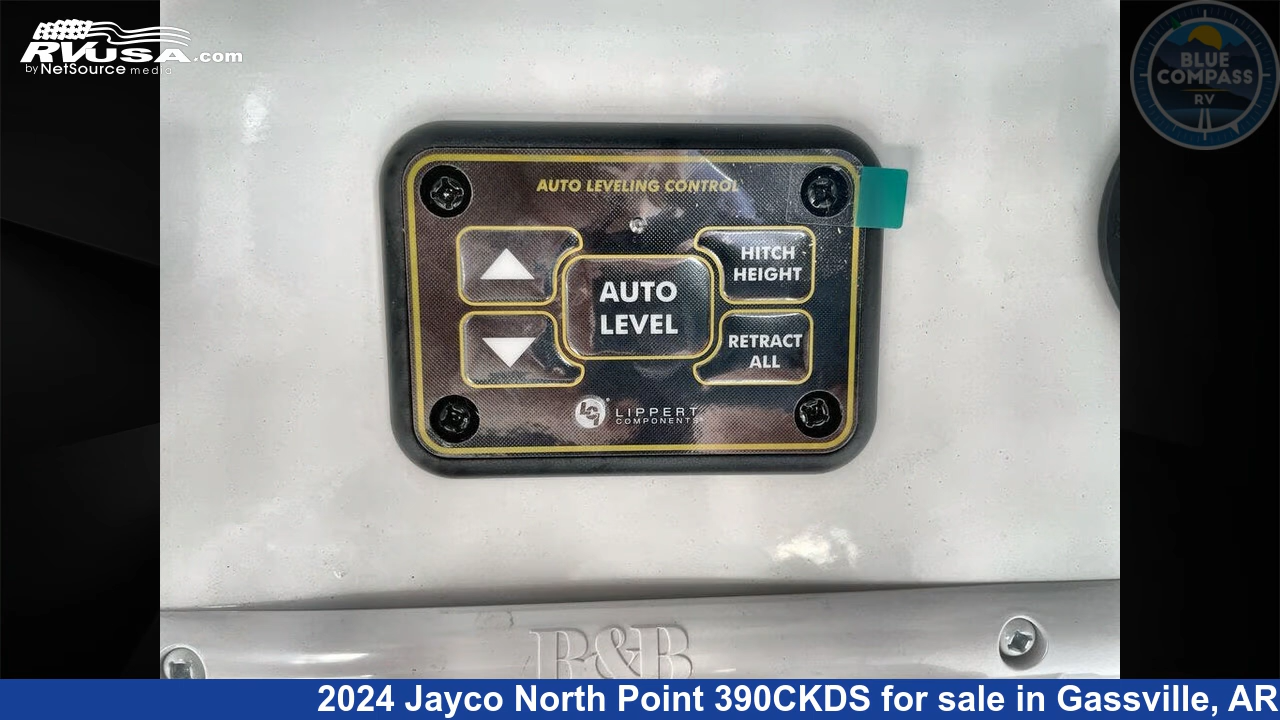 RVUSA.com
by NetSource media
BLUE
COMPASS
RV
AUTO LEVELING CONTROL
HITCH
HEIGHT
AUTO
LEVEL
RETRACT
ALL
LCI LIPPERT
COMPONENTS
B&B
2024 Jayco North Point 390CKDS for sale in Gassville, AR